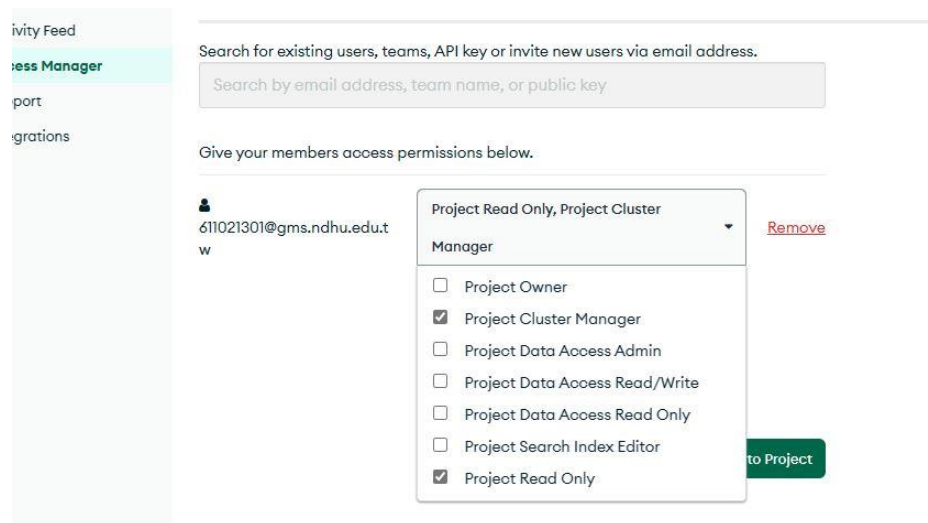 ivity Feed
ess Manager
port
egrations
Search for existing users, teams, API key or invite new users via email address.
Search by email address, team name, or public key
Give your members access permissions below.
611021301@gms.ndhu.edu.t
w
Project Read Only, Project Cluster
Manager
Remove
Project Owner
Project Cluster Manager
Project Data Access Admin
Project Data Access Read/Write
Project Data Access Read Only
Project Search Index Editor
Project Read Only
to Project